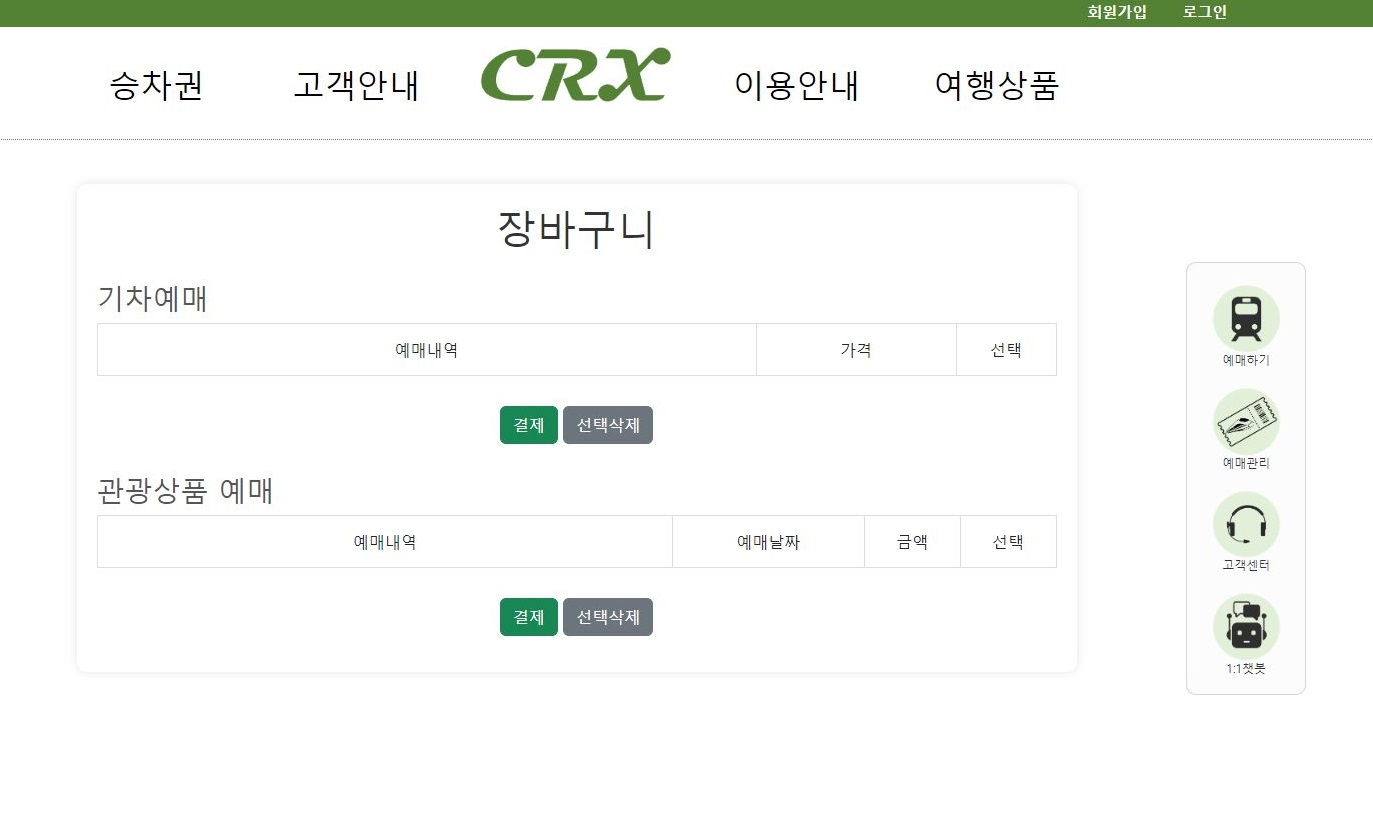 회원가입 로그인
승차권 고객안내 CRX 이용안내 여행상품
장바구니
기차예매
예매내역 가격 선택
결제 선택삭제
관광상품 예매
예매내역 예매날짜 금액 선택
결제 선택삭제
예매하기
예매관리
고객센터
1:1챗봇